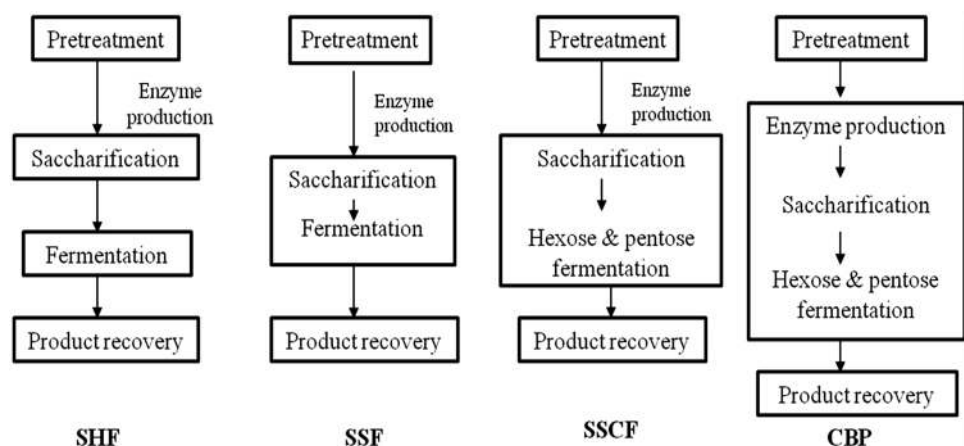 Pretreatment
Enzyme
production
Saccharification
Fermentation
Product recovery
SHF
Pretreatment
Enzyme
production
Saccharification
Fermentation
Product recovery
SSF
Pretreatment
Enzyme
production
Saccharification
Hexose & pentose
fermentation
Product recovery
SSCF
Pretreatment
Enzyme production
Saccharification
Hexose & pentose
fermentation
Product recovery
CBP